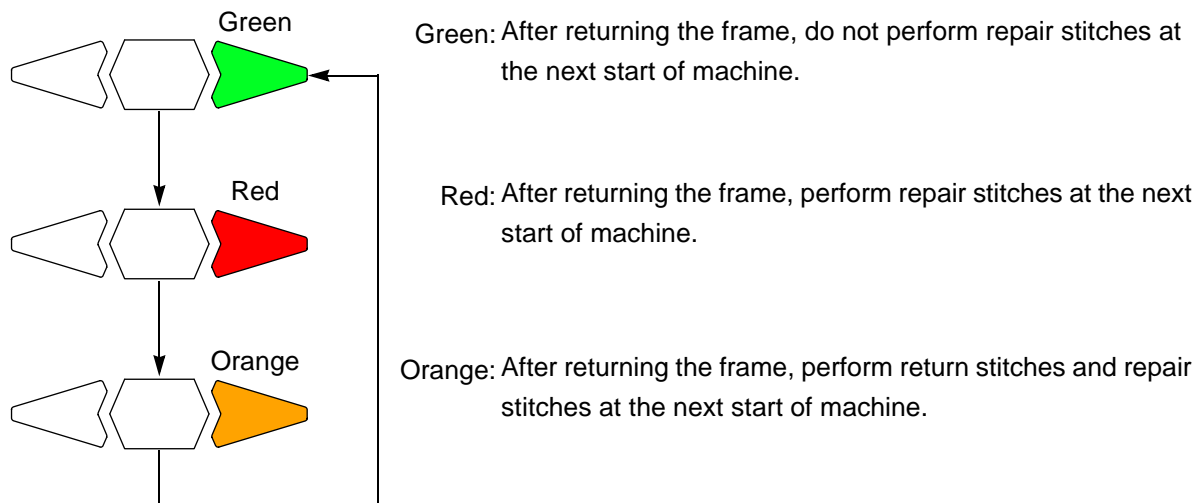 Green
Green: After returning the frame, do not perform repair stitches at
the next start of machine.
Red
Red: After returning the frame, perform repair stitches at the next
start of machine.
Orange
Orange: After returning the frame, perform return stitches and repair
stitches at the next start of machine.